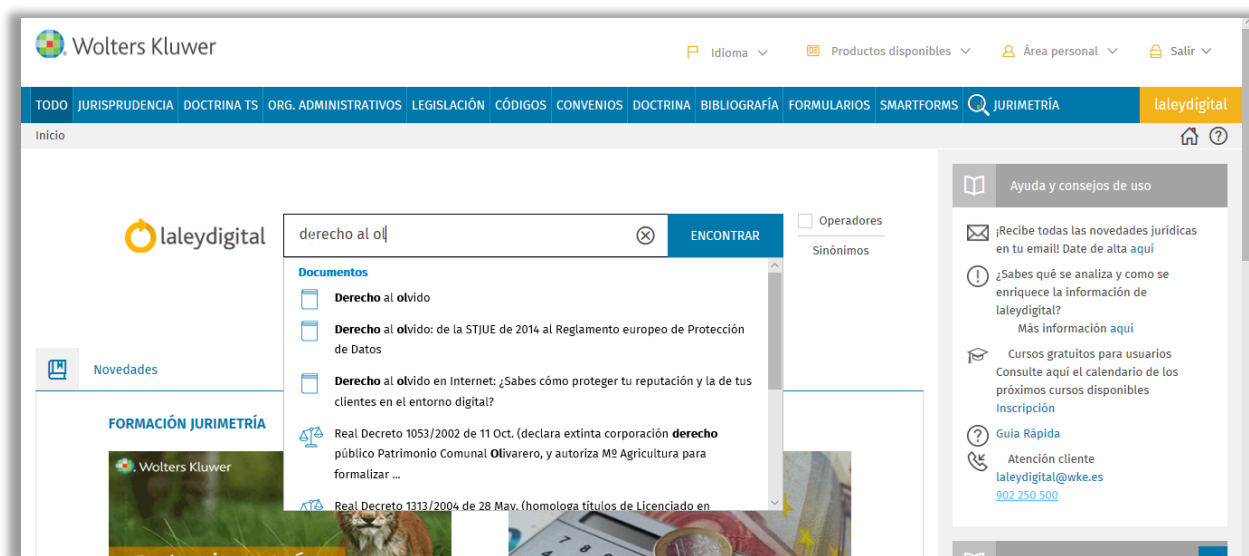 Wolters Kluwer
Idioma
Productos disponibles
Área personal
Salir
TODO JURISPRUDENCIA DOCTRINA TS ORG. ADMINISTRATIVOS LEGISLACIÓN CÓDIGOS CONVENIOS DOCTRINA BIBLIOGRAFÍA FORMULARIOS SMARTFORMS JURIMETRÍA laleydigital
Inicio
laleydigital
derecho al ol
ENCONTRAR
Operadores
Sinónimos
Documentos
Derecho al olvido
Derecho al olvido: de la STJUE de 2014 al Reglamento europeo de Protección
de Datos
Derecho al olvido en Internet: ¿Sabes cómo proteger tu reputación y la de tus
clientes en el entorno digital?
Real Decreto 1053/2002 de 11 Oct. (declara extinta corporación derecho
público Patrimonio Comunal Olivarero, y autoriza Mº Agricultura para
formalizar ...
Real Decreto 1313/2004 de 28 May. (homologa títulos de Licenciado en
Novedades
FORMACIÓN JURIMETRÍA
Wolters Kluwer
Ayuda y consejos de uso
¡Recibe todas las novedades jurídicas
en tu email! Date de alta aquí
¿Sabes qué se analiza y como se
enriquece la información de
laleydigital?
Más información aquí
Cursos gratuitos para usuarios
Consulte aquí el calendario de los
próximos cursos disponibles
Inscripción
Guia Rápida
Atención cliente
laleydigital@wke.es
902 250 500